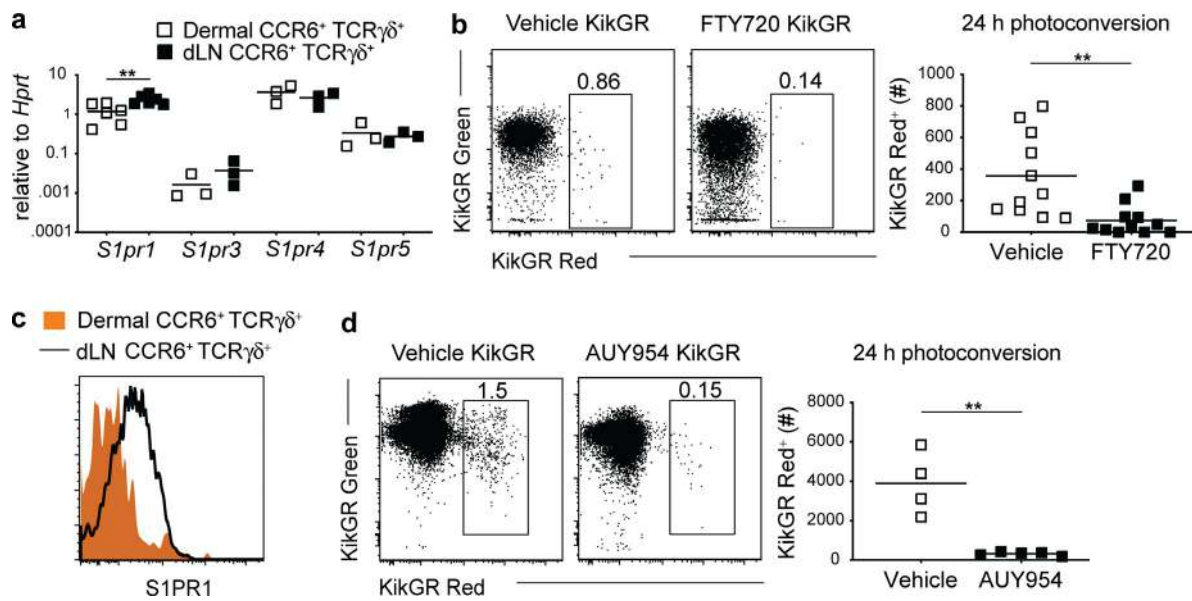 a
Dermal CCR6⁺ TCRγδ⁺
dLN CCR6⁺ TCRγδ⁺
relative to Hprt
**
10
1
0.1
.001
.0001
S1pr1 S1pr3 S1pr4 S1pr5
b
Vehicle KikGR FTY720 KikGR
KikGR Green
0.86
0.14
KikGR Red
24 h photoconversion
**
KikGR Red⁺ (#)
1000
800
600
400
200
0
Vehicle FTY720
c
Dermal CCR6⁺ TCRγδ⁺
dLN CCR6⁺ TCRγδ⁺
S1PR1
d
Vehicle KikGR AUY954 KikGR
KikGR Green
1.5
0.15
KikGR Red
24 h photoconversion
**
KikGR Red⁺ (#)
8000
6000
4000
2000
0
Vehicle AUY954